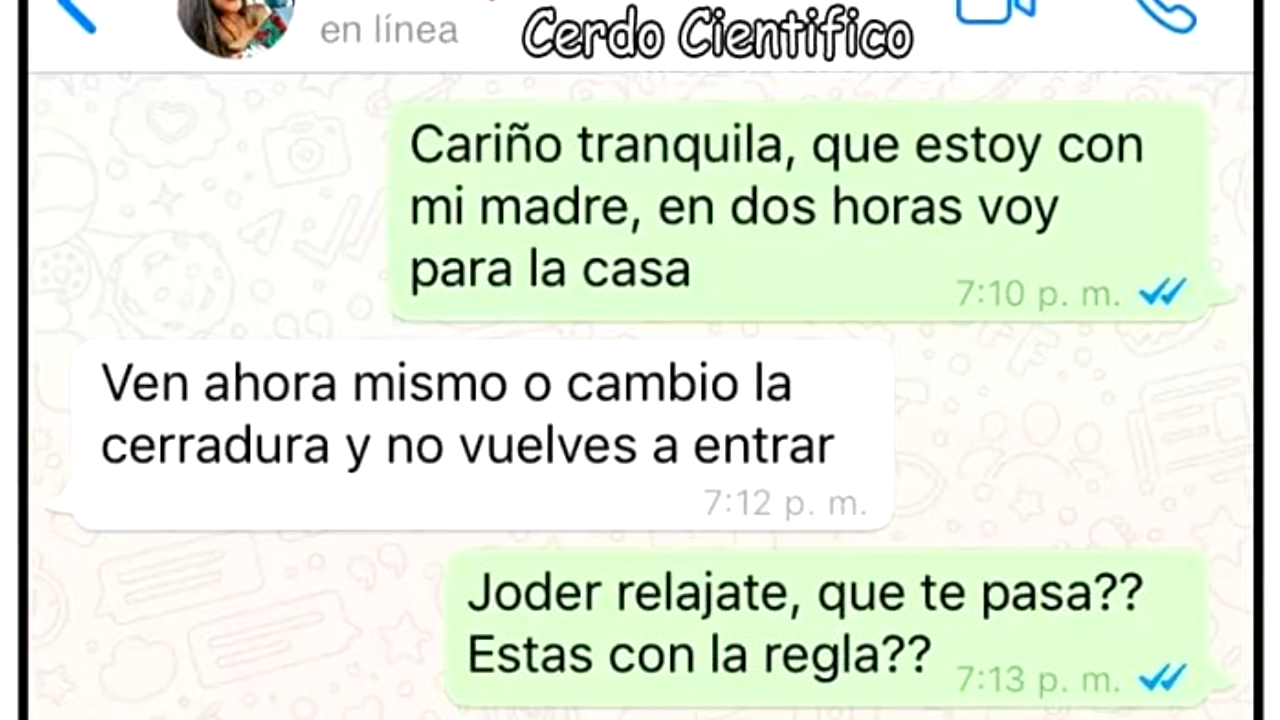 en línea
Cerdo Cientifico
Cariño tranquila, que estoy con
mi madre, en dos horas voy
para la casa
7:10 p. m.
Ven ahora mismo o cambio la
cerradura y no vuelves a entrar
7:12 p. m.
Joder relajate, que te pasa??
Estas con la regla??
7:13 p. m.